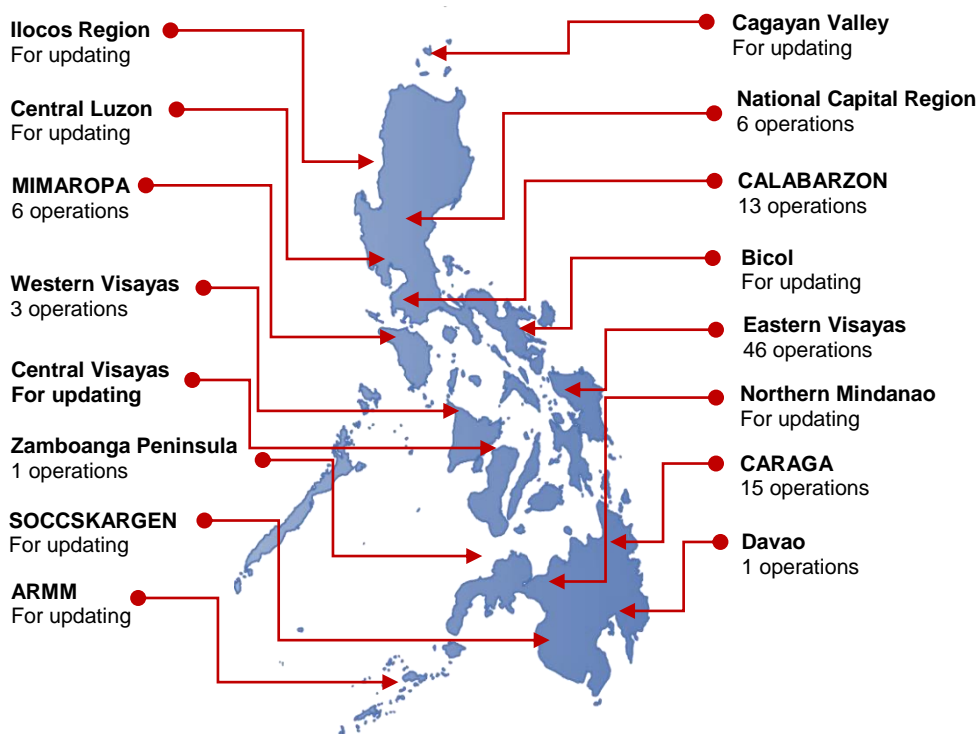 Ilocos Region
For updating
Central Luzon
For updating
MIMAROPA
6 operations
Western Visayas
3 operations
Central Visayas
For updating
Zamboanga Peninsula
1 operations
SOCCSKARGEN
For updating
ARMM
For updating
Cagayan Valley
For updating
National Capital Region
6 operations
CALABARZON
13 operations
Bicol
For updating
Eastern Visayas
46 operations
Northern Mindanao
For updating
CARAGA
15 operations
Davao
1 operations